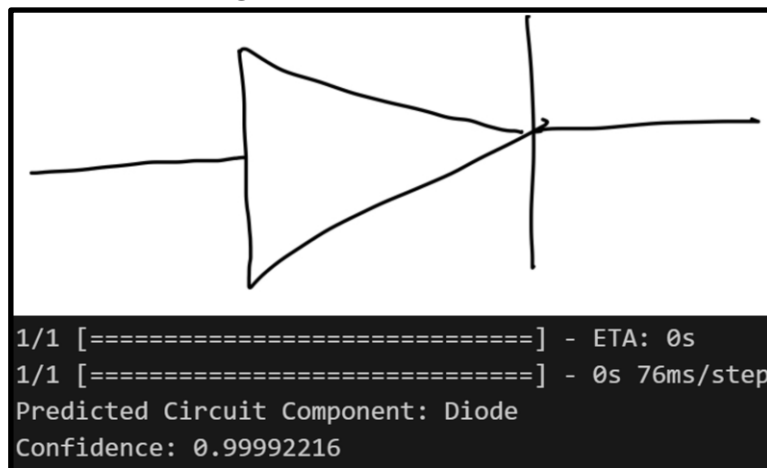 1/1 [==============================] - ETA: 0s
1/1 [==============================] - 0s 76ms/step
Predicted Circuit Component: Diode
Confidence: 0.99992216